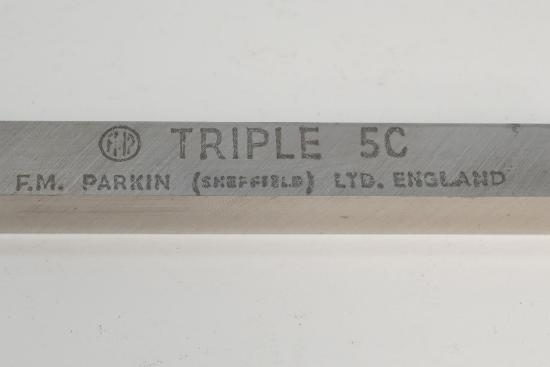 FMP TRIPLE 5C
F.M. PARKIN (SHEFFIELD) LTD. ENGLAND